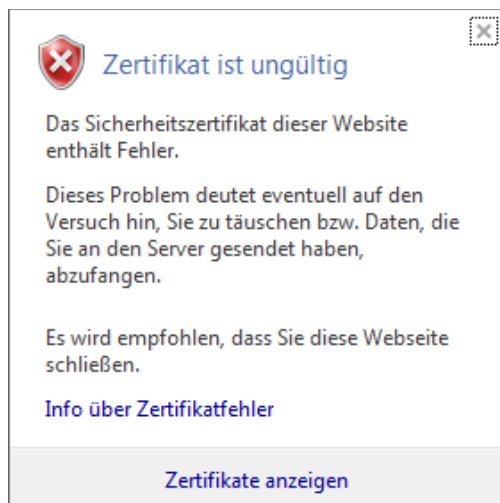 Zertifikat ist ungültig
Das Sicherheitszertifikat dieser Website
enthält Fehler.
Dieses Problem deutet eventuell auf den
Versuch hin, Sie zu täuschen bzw. Daten, die
Sie an den Server gesendet haben,
abzufangen.
Es wird empfohlen, dass Sie diese Webseite
schließen.
Info über Zertifikatfehler
Zertifikate anzeigen